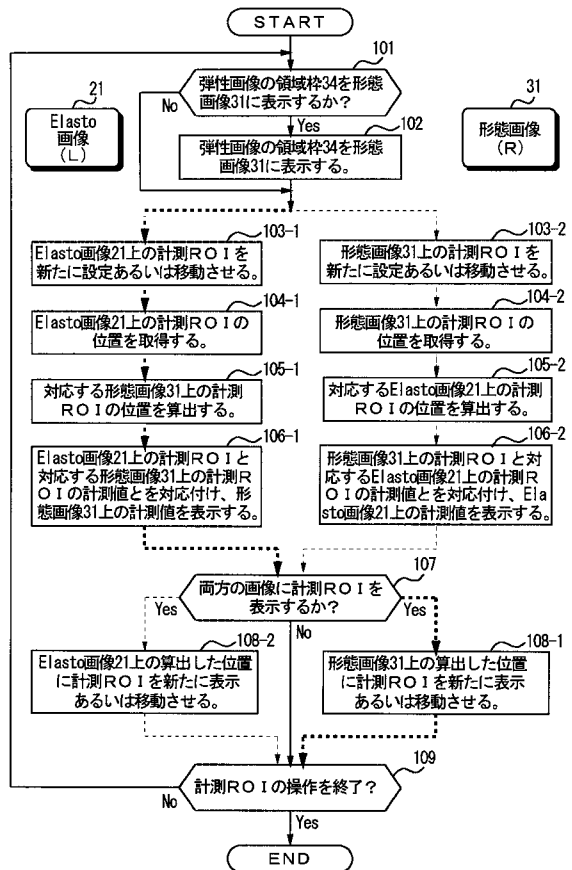 START
101
弾性画像の領域枠34を形態
画像31に表示するか？
No
Yes
102
弾性画像の領域枠34を形態
画像31に表示する。
21
Elasto
画像
(L)
31
形態画像
(R)
103-1
Elasto画像21上の計測ROIを
新たに設定あるいは移動させる。
103-2
形態画像31上の計測ROIを
新たに設定あるいは移動させる。
104-1
Elasto画像21上の計測ROIの
位置を取得する。
104-2
形態画像31上の計測ROIの
位置を取得する。
105-1
対応する形態画像31上の計測
ROIの位置を算出する。
105-2
対応するElasto画像21上の計測
ROIの位置を算出する。
106-1
Elasto画像21上の計測ROIと
対応する形態画像31上の計測R
OIの計測値とを対応付け、形
態画像31上の計測値を表示する。
106-2
形態画像31上の計測ROIと対
応するElasto画像21上の計測R
OIの計測値とを対応付け、Ela
sto画像21上の計測値を表示する。
107
両方の画像に計測ROIを
表示するか？
Yes
No
Yes
108-2
Elasto画像21上の算出した位置
に計測ROIを新たに表示
あるいは移動させる。
108-1
形態画像31上の算出した位置
に計測ROIを新たに表示
あるいは移動させる。
109
計測ROIの操作を終了？
No
Yes
END